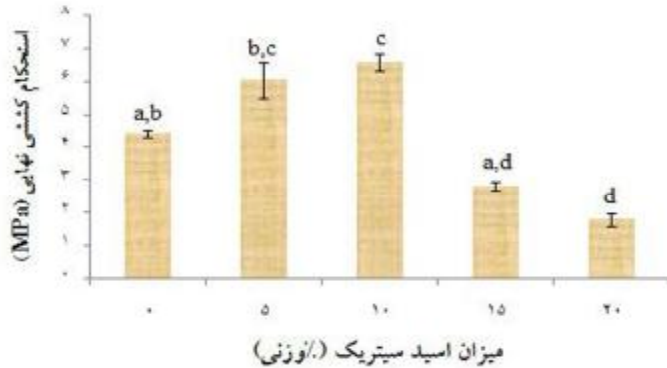 استحکام کششی نهایی (MPa)
۸
۷
۶
۵
۴
۳
۲
۱
۰
a,b
b,c
c
a,d
d
۰ ۵ ۱۰ ۱۵ ۲۰
میزان اسید سیتریک (٪وزنی)